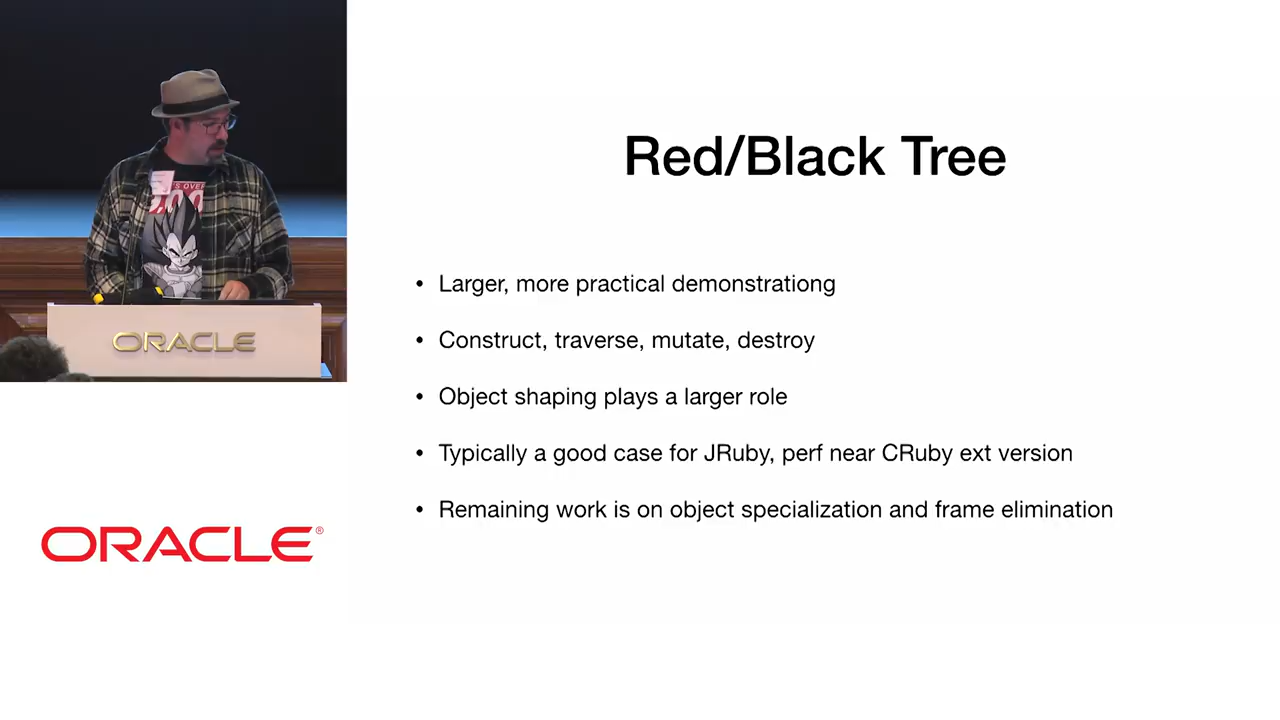 'S OVER
ORACLE
ORACLE®
Red/Black Tree
• Larger, more practical demonstrationg
• Construct, traverse, mutate, destroy
• Object shaping plays a larger role
• Typically a good case for JRuby, perf near CRuby ext version
• Remaining work is on object specialization and frame elimination